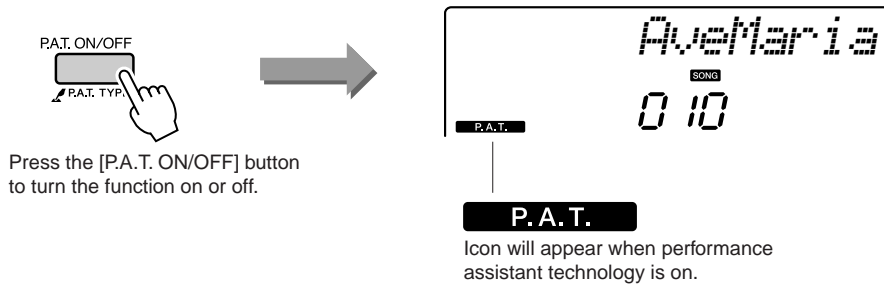 P.A.T. ON/OFF
P.A.T. TYP
Press the [P.A.T. ON/OFF] button
to turn the function on or off.
AveMaria
SONG
010
P.A.T.
P.A.T.
Icon will appear when performance
assistant technology is on.